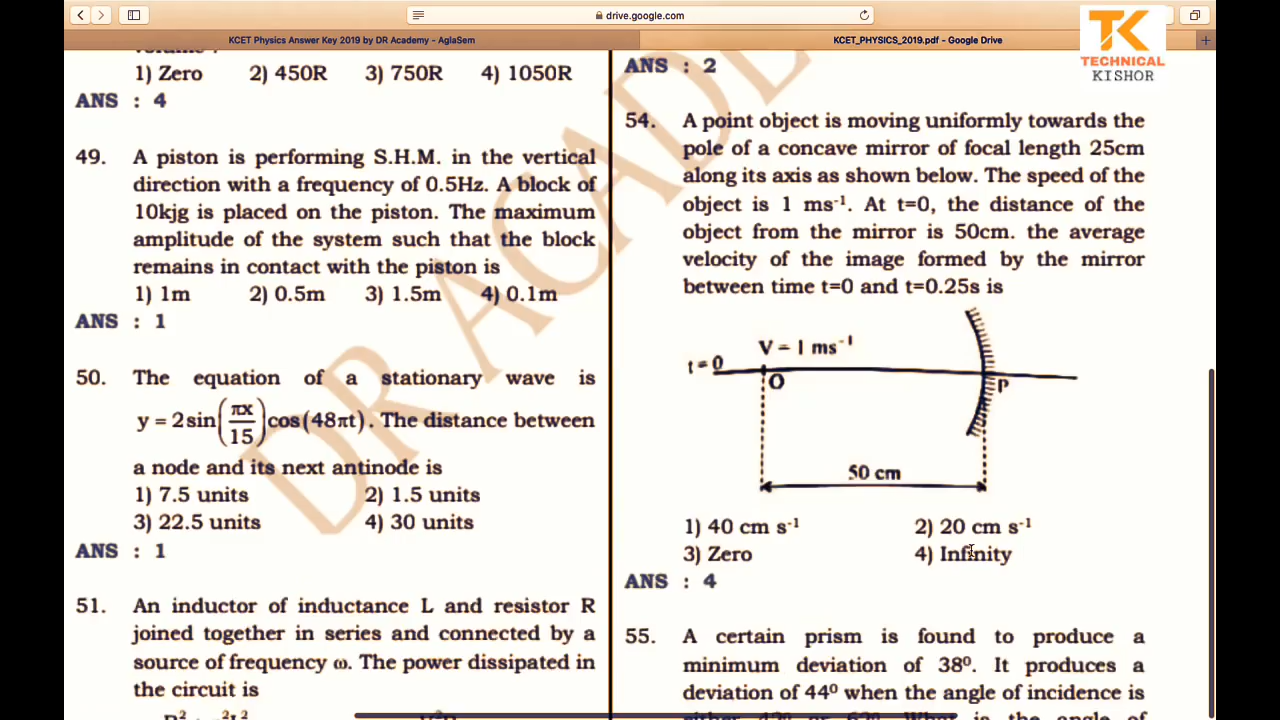 drive.google.com
KCET Physics Answer Key 2019 by DR Academy - AglaSem
KCET_PHYSICS_2019.pdf - Google Drive
TK
TECHNICAL
KISHOR
1) Zero 2) 450R 3) 750R 4) 1050R
ANS : 4
49. A piston is performing S.H.M. in the vertical
direction with a frequency of 0.5Hz. A block of
10kjg is placed on the piston. The maximum
amplitude of the system such that the block
remains in contact with the piston is
1) 1m 2) 0.5m 3) 1.5m 4) 0.1m
ANS : 1
50. The equation of a stationary wave is
y = 2sin(πx/15)cos(48πt). The distance between
a node and its next antinode is
1) 7.5 units 2) 1.5 units
3) 22.5 units 4) 30 units
ANS : 1
51. An inductor of inductance L and resistor R
joined together in series and connected by a
source of frequency ω. The power dissipated in
the circuit is
ANS : 2
54. A point object is moving uniformly towards the
pole of a concave mirror of focal length 25cm
along its axis as shown below. The speed of the
object is 1 ms⁻¹. At t=0, the distance of the
object from the mirror is 50cm. the average
velocity of the image formed by the mirror
between time t=0 and t=0.25s is
V = 1 ms⁻¹
t = 0
O
P
50 cm
1) 40 cm s⁻¹ 2) 20 cm s⁻¹
3) Zero 4) Infinity
ANS : 4
55. A certain prism is found to produce a
minimum deviation of 38⁰. It produces a
deviation of 44⁰ when the angle of incidence is
DR ACADE